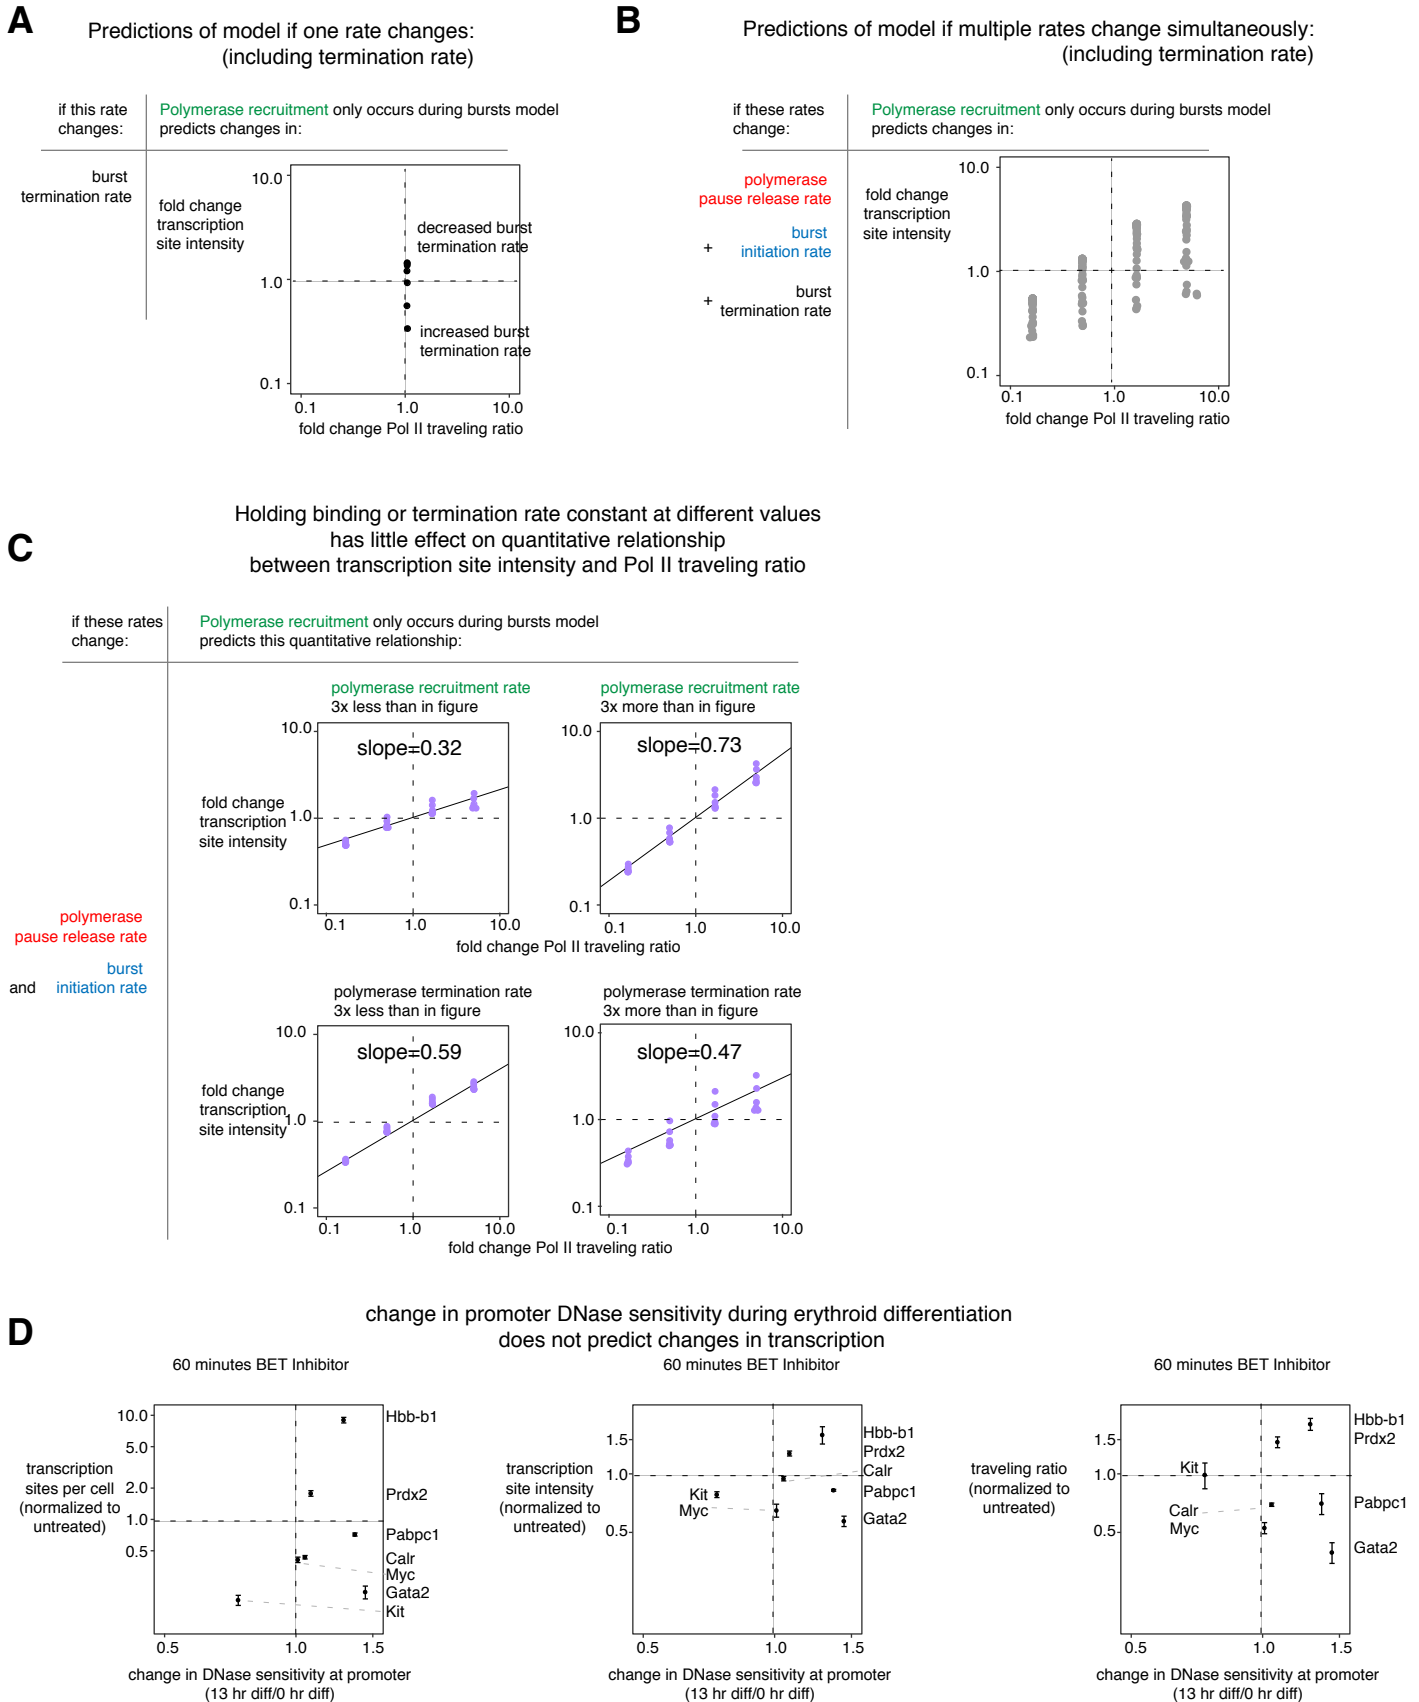 A
Predictions of model if one rate changes:
(including termination rate)
if this rate
changes:
Polymerase recruitment only occurs during bursts model
predicts changes in:
burst
termination rate
fold change
transcription
site intensity
10.0
1.0
0.1
decreased burst
termination rate
increased burst
termination rate
0.1
1.0
10.0
fold change Pol II traveling ratio
B
Predictions of model if multiple rates change simultaneously:
(including termination rate)
if these rates
change:
Polymerase recruitment only occurs during bursts model
predicts changes in:
polymerase
pause release rate
+
burst
initiation rate
+
burst
termination rate
fold change
transcription
site intensity
10.0
1.0
0.1
0.1
1.0
10.0
fold change Pol II traveling ratio
C
Holding binding or termination rate constant at different values
has little effect on quantitative relationship
between transcription site intensity and Pol II traveling ratio
if these rates
change:
Polymerase recruitment only occurs during bursts model
predicts this quantitative relationship:
polymerase
pause release rate
and
burst
initiation rate
polymerase recruitment rate
3x less than in figure
slope=0.32
fold change
transcription
site intensity
10.0
1.0
0.1
0.1
1.0
10.0
polymerase recruitment rate
3x more than in figure
slope=0.73
10.0
1.0
0.1
0.1
1.0
10.0
fold change Pol II traveling ratio
polymerase termination rate
3x less than in figure
slope=0.59
fold change
transcription
site intensity
10.0
1.0
0.1
0.1
1.0
10.0
polymerase termination rate
3x more than in figure
slope=0.47
10.0
1.0
0.1
0.1
1.0
10.0
fold change Pol II traveling ratio
D
change in promoter DNase sensitivity during erythroid differentiation
does not predict changes in transcription
60 minutes BET Inhibitor
transcription
sites per cell
(normalized to
untreated)
10.0
5.0
2.0
1.0
0.5
Hbb-b1
Prdx2
Pabpc1
Calr
Myc
Gata2
Kit
0.5
1.0
1.5
change in DNase sensitivity at promoter
(13 hr diff/0 hr diff)
60 minutes BET Inhibitor
transcription
site intensity
(normalized to
untreated)
1.5
1.0
0.5
Kit
Myc
Hbb-b1
Prdx2
Calr
Pabpc1
Gata2
0.5
1.0
1.5
change in DNase sensitivity at promoter
(13 hr diff/0 hr diff)
60 minutes BET Inhibitor
traveling ratio
(normalized to
untreated)
1.5
1.0
0.5
Kit
Calr
Myc
Hbb-b1
Prdx2
Pabpc1
Gata2
0.5
1.0
1.5
change in DNase sensitivity at promoter
(13 hr diff/0 hr diff)